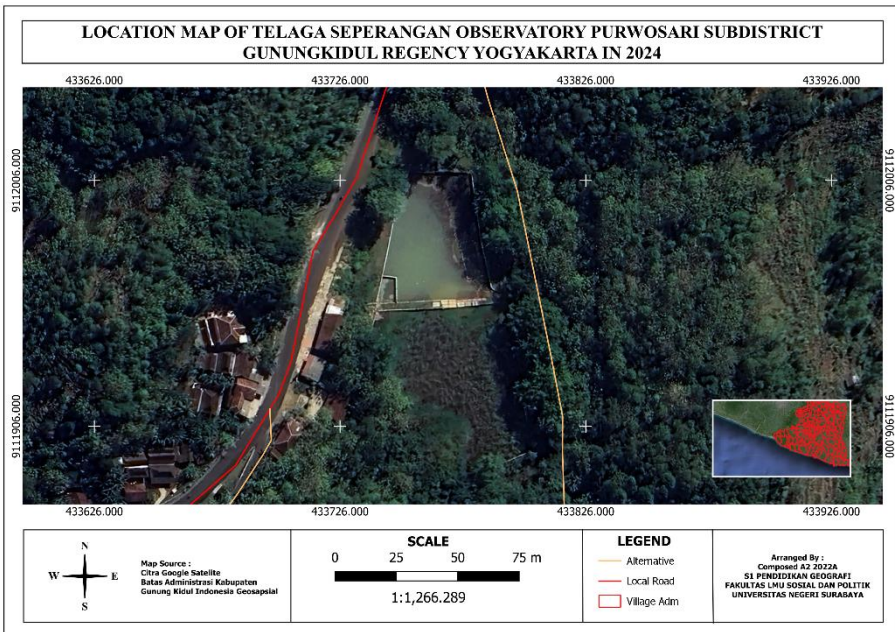 LOCATION MAP OF TELAGA SEPERANGAN OBSERVATORY PURWOSARI SUBDISTRICT
GUNUNGKIDUL REGENCY YOGYAKARTA IN 2024
433626.000
433726.000
433826.000
433926.000
9112006.000
9112006.000
9111906.000
9111906.000
433626.000
433726.000
433826.000
433926.000
N
W
E
S
Map Source :
Citra Google Satelite
Batas Administrasi Kabupaten
Gunung Kidul Indonesia Geosapsial
SCALE
0 25 50 75 m
1:1,266.289
LEGEND
Alternative
Local Road
Village Adm
Arranged By :
Composed A2 2022A
S1 PENDIDIKAN GEOGRAFI
FAKULTAS LMU SOSIAL DAN POLITIK
UNIVERSITAS NEGERI SURABAYA